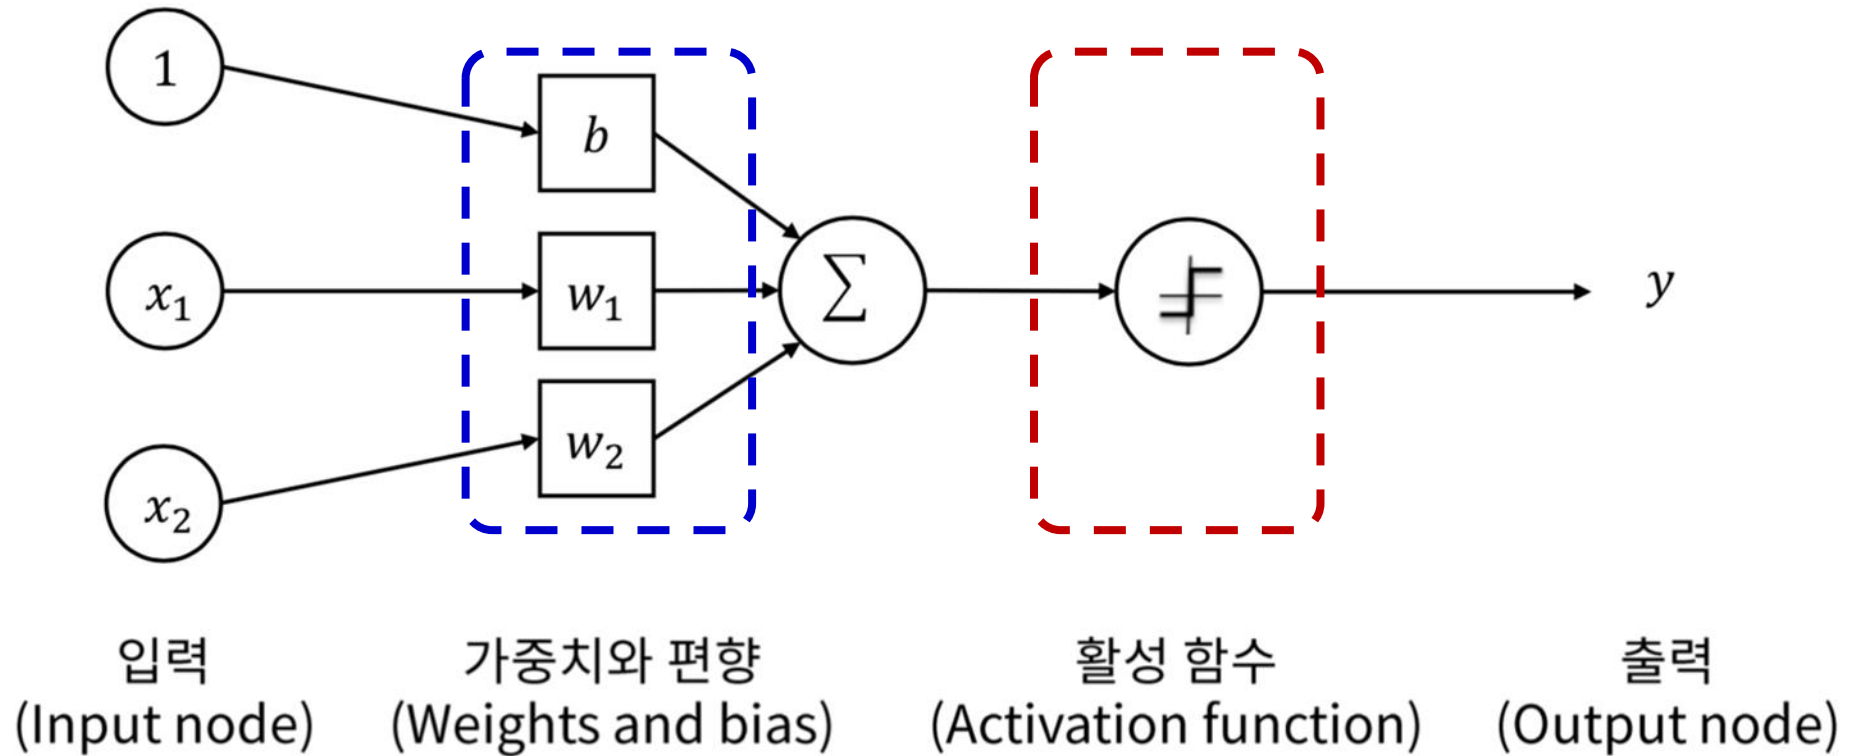 1
b
x₁
w₁
∑
y
x₂
w₂
입력
(Input node)
가중치와 편향
(Weights and bias)
활성 함수
(Activation function)
출력
(Output node)